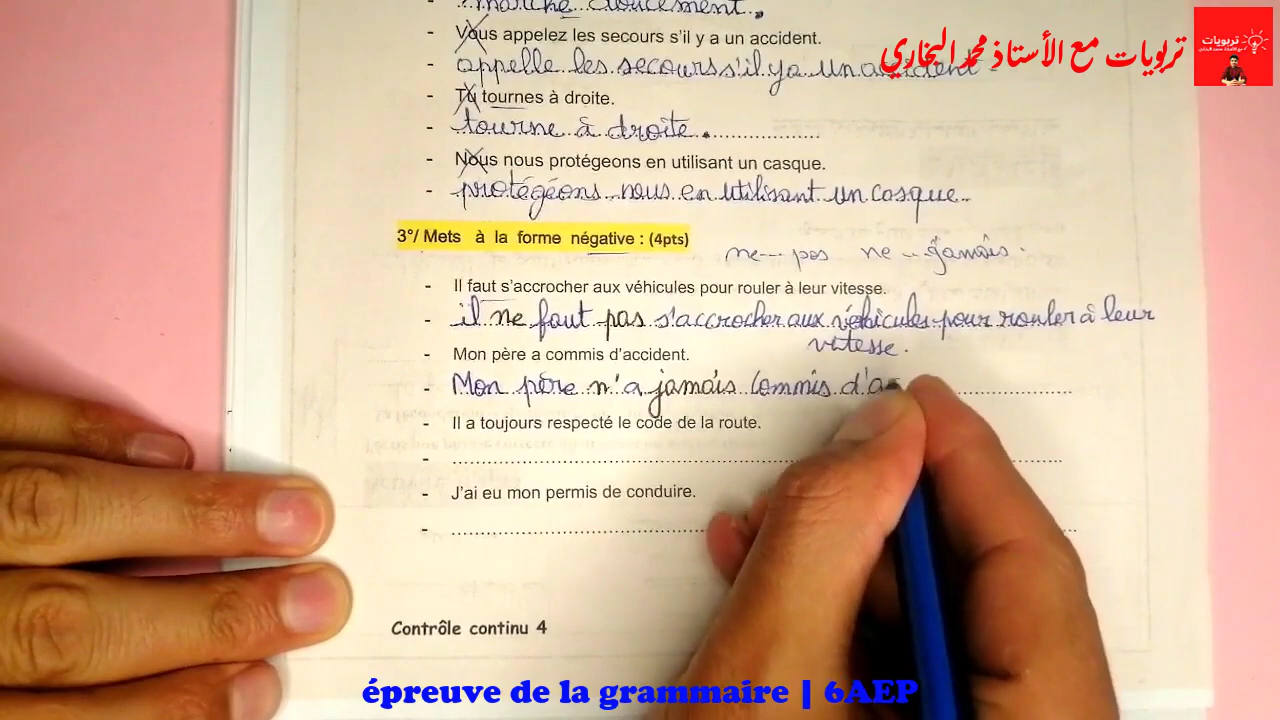 - marche doucement.
- Vous appelez les secours s'il y a un accident.
- appelle les secours s'il y a un accident
- Tu tournes à droite.
- tourne à droite.
- Nous nous protégeons en utilisant un casque.
- protégéons nous en utilisant un casque.
3°/ Mets à la forme négative : (4pts)
ne--- pas ne --- jamais.
- Il faut s'accrocher aux véhicules pour rouler à leur vitesse.
- il ne faut pas s'accrocher aux véhicules pour rouler à leur
vitesse.
- Mon père a commis d'accident.
- Mon père n'a jamais commis d'a
- Il a toujours respecté le code de la route.
-
- J'ai eu mon permis de conduire.
-
Contrôle continu 4
تربويات مع الأستاذ محمد البخاري
تربويات
épreuve de la grammaire | 6AEP